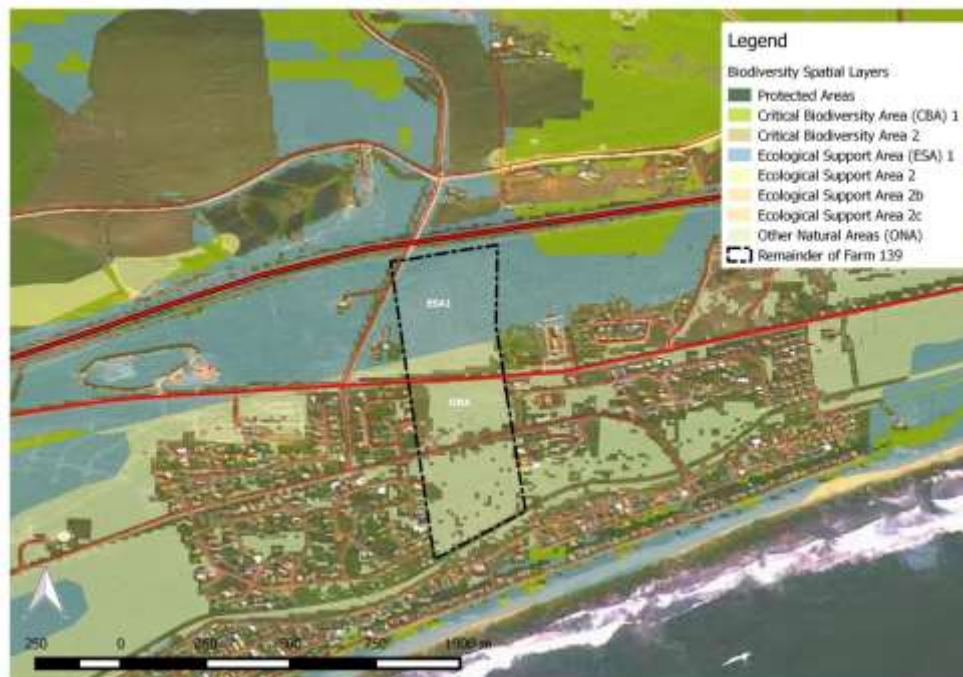 Legend
Biodiversity Spatial Layers
Protected Areas
Critical Biodiversity Area (CBA) 1
Critical Biodiversity Area 2
Ecological Support Area (ESA) 1
Ecological Support Area 2
Ecological Support Area 2b
Ecological Support Area 2c
Other Natural Areas (ONA)
Remainder of Farm 139
ESA1
ONA
250 0 250 500 750 1000 m